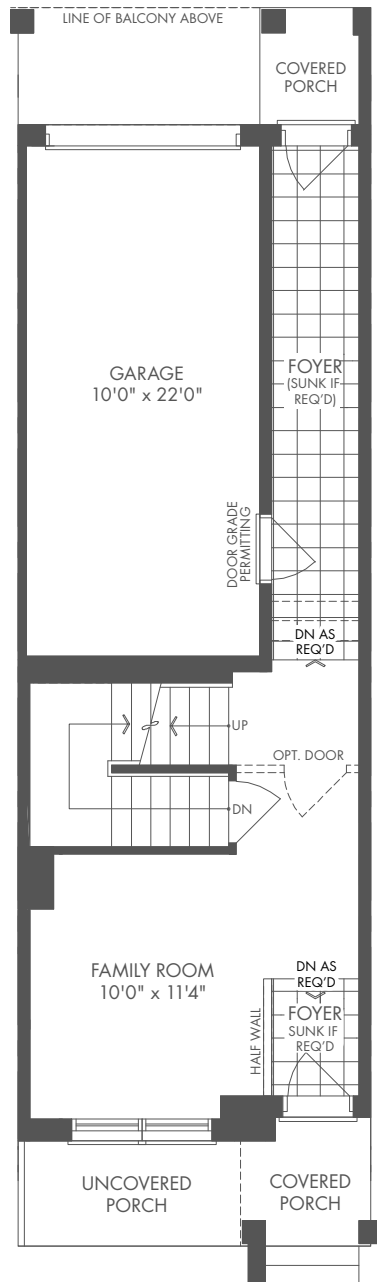 LINE OF BALCONY ABOVE
COVERED
PORCH
GARAGE
10'0" x 22'0"
FOYER
(SUNK IF
REQ'D)
DOOR GRADE
PERMITTING
DN AS
REQ'D
UP
OPT. DOOR
DN
FAMILY ROOM
10'0" x 11'4"
DN AS
REQ'D
HALF WALL
FOYER
SUNK IF
REQ'D
UNCOVERED
PORCH
COVERED
PORCH